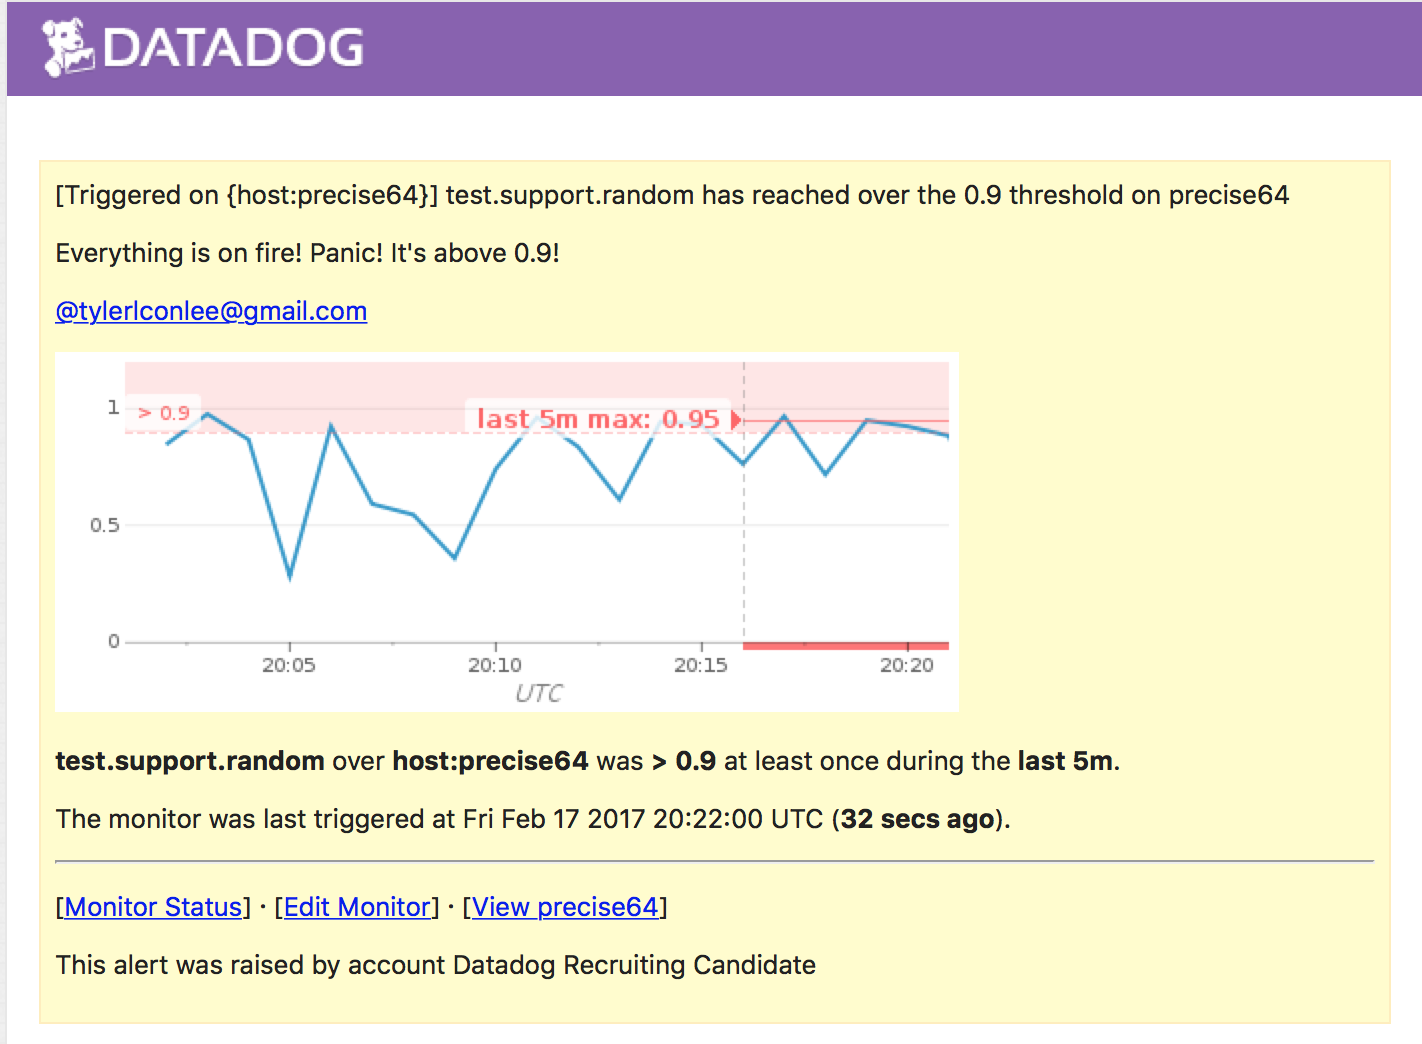 DATADOG
[Triggered on {host:precise64}] test.support.random has reached over the 0.9 threshold on precise64
Everything is on fire! Panic! It's above 0.9!
@tylerlconlee@gmail.com
1
> 0.9
last 5m max: 0.95
0.5
0
20:05
20:10
20:15
20:20
UTC
test.support.random over host:precise64 was > 0.9 at least once during the last 5m.
The monitor was last triggered at Fri Feb 17 2017 20:22:00 UTC (32 secs ago).
[Monitor Status] · [Edit Monitor] · [View precise64]
This alert was raised by account Datadog Recruiting Candidate